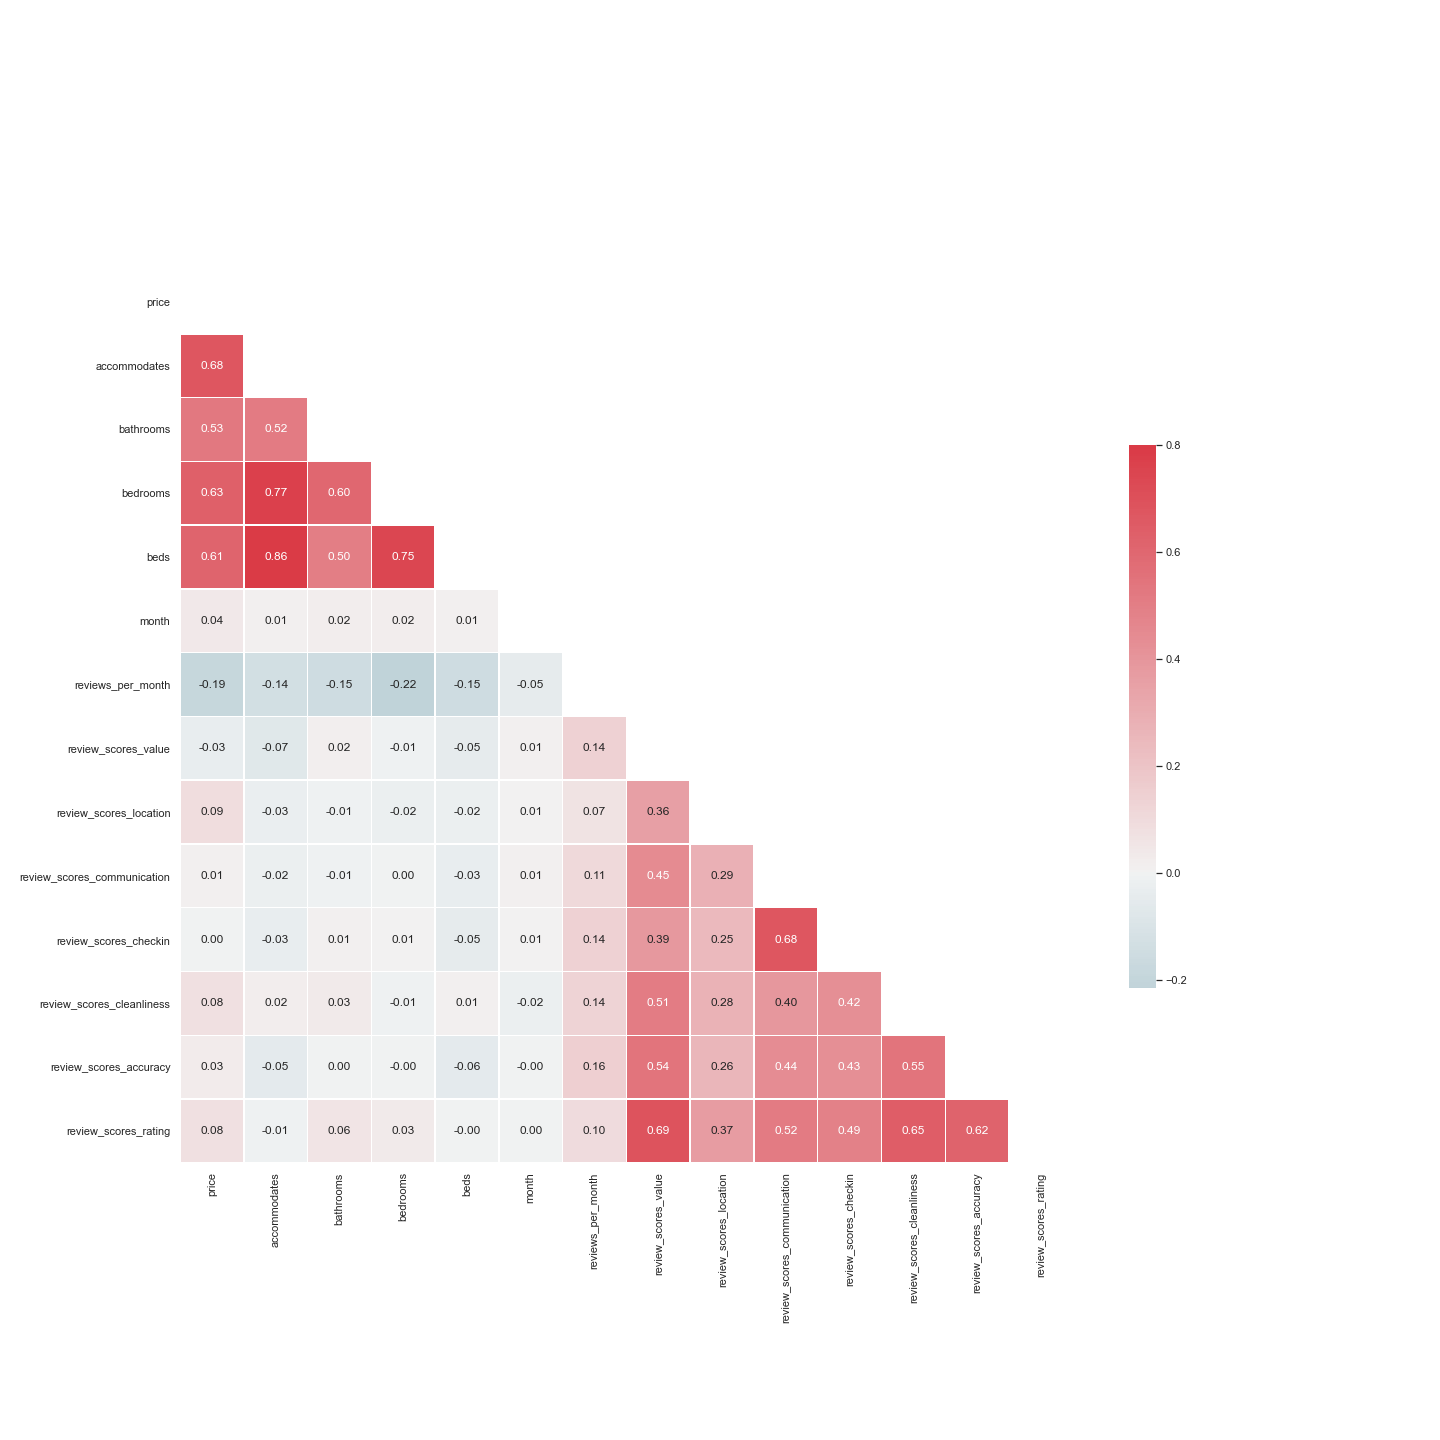 price
accommodates 0.68
bathrooms 0.53 0.52
0.8
bedrooms 0.63 0.77 0.60
beds 0.61 0.86 0.50 0.75
0.6
month 0.04 0.01 0.02 0.02 0.01
0.4
reviews_per_month -0.19 -0.14 -0.15 -0.22 -0.15 -0.05
review_scores_value -0.03 -0.07 0.02 -0.01 -0.05 0.01 0.14
0.2
review_scores_location 0.09 -0.03 -0.01 -0.02 -0.02 0.01 0.07 0.36
review_scores_communication 0.01 -0.02 -0.01 0.00 -0.03 0.01 0.11 0.45 0.29
0.0
review_scores_checkin 0.00 -0.03 0.01 0.01 -0.05 0.01 0.14 0.39 0.25 0.68
−0.2
review_scores_cleanliness 0.08 0.02 0.03 -0.01 0.01 -0.02 0.14 0.51 0.28 0.40 0.42
review_scores_accuracy 0.03 -0.05 0.00 -0.00 -0.06 -0.00 0.16 0.54 0.26 0.44 0.43 0.55
review_scores_rating 0.08 -0.01 0.06 0.03 -0.00 0.00 0.10 0.69 0.37 0.52 0.49 0.65 0.62
price
accommodates
bathrooms
bedrooms
beds
month
reviews_per_month
review_scores_value
review_scores_location
review_scores_communication
review_scores_checkin
review_scores_cleanliness
review_scores_accuracy
review_scores_rating